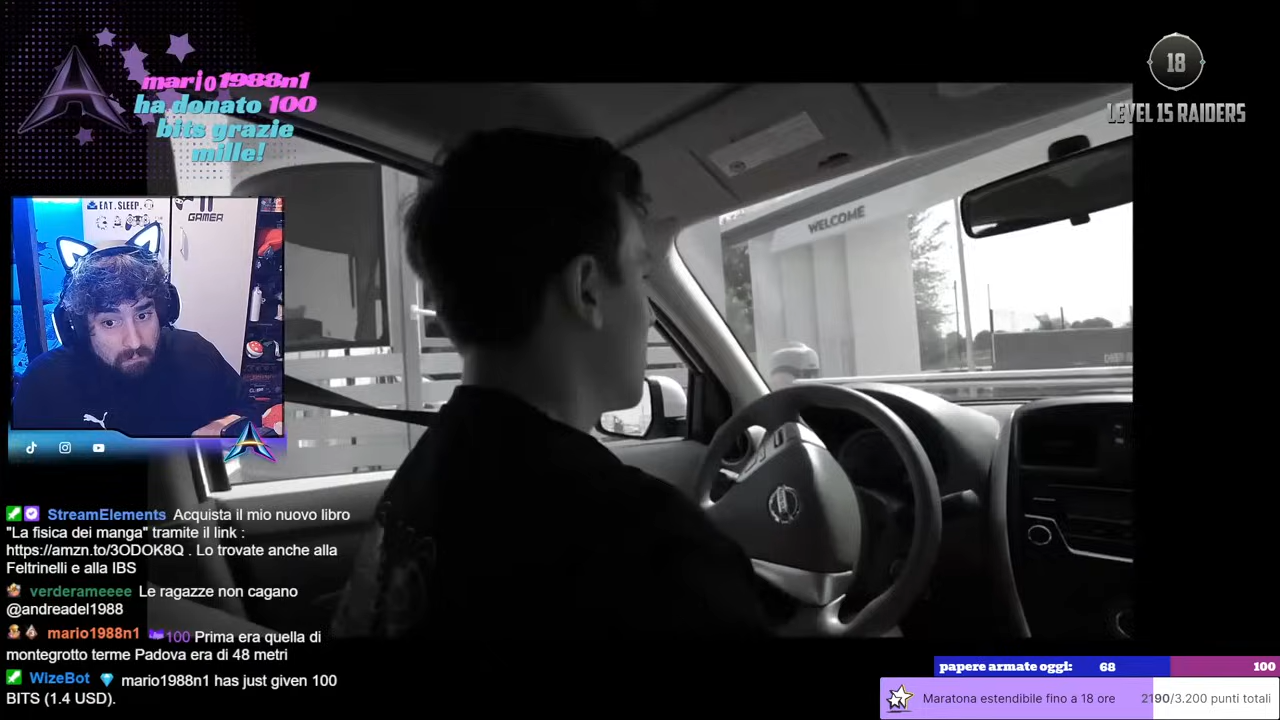 mario1988n1
ha donato 100
bits grazie
mille!
18
LEVEL 15 RAIDERS
EAT.SLEEP.
GAMER
WELCOME
StreamElements Acquista il mio nuovo libro
"La fisica dei manga" tramite il link :
https://amzn.to/3ODOK8Q . Lo trovate anche alla
Feltrinelli e alla IBS
verderameeee Le ragazze non cagano
@andreadel1988
mario1988n1 100 Prima era quella di
montegrotto terme Padova era di 48 metri
WizeBot mario1988n1 has just given 100
BITS (1.4 USD).
papere armate oggi: 68 100
Maratona estendibile fino a 18 ore 2190/3.200 punti totali